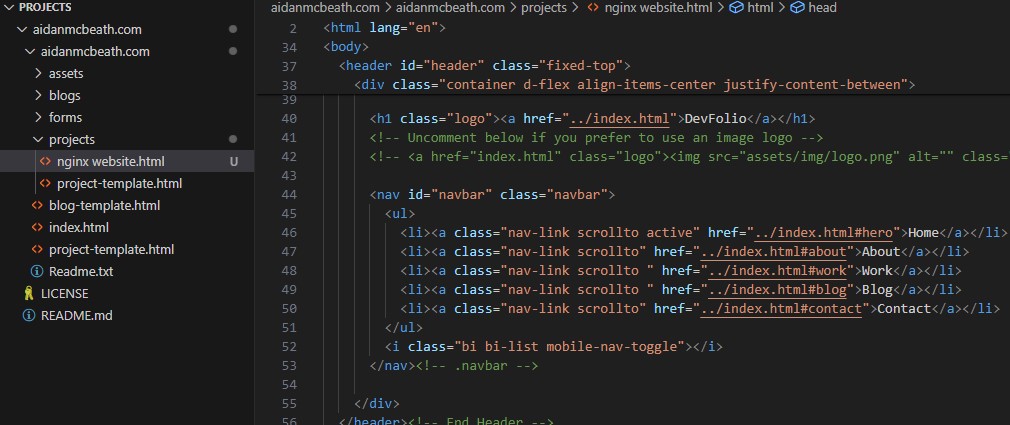 PROJECTS
aidanmcbeath.com
aidanmcbeath.com
assets
blogs
forms
projects
nginx website.html U
project-template.html
blog-template.html
index.html
project-template.html
Readme.txt
LICENSE
README.md
aidanmcbeath.com > aidanmcbeath.com > projects > nginx website.html > html > head
2 <html lang="en">
34 <body>
37 <header id="header" class="fixed-top">
38 <div class="container d-flex align-items-center justify-content-between">
39
40 <h1 class="logo"><a href="../index.html">DevFolio</a></h1>
41 <!-- Uncomment below if you prefer to use an image logo -->
42 <!-- <a href="index.html" class="logo"><img src="assets/img/logo.png" alt="" class=
43
44 <nav id="navbar" class="navbar">
45 <ul>
46 <li><a class="nav-link scrollto active" href="../index.html#hero">Home</a></li>
47 <li><a class="nav-link scrollto" href="../index.html#about">About</a></li>
48 <li><a class="nav-link scrollto " href="../index.html#work">Work</a></li>
49 <li><a class="nav-link scrollto " href="../index.html#blog">Blog</a></li>
50 <li><a class="nav-link scrollto" href="../index.html#contact">Contact</a></li>
51 </ul>
52 <i class="bi bi-list mobile-nav-toggle"></i>
53 </nav><!-- .navbar -->
54
55 </div>
56 </header><!-- End Header -->